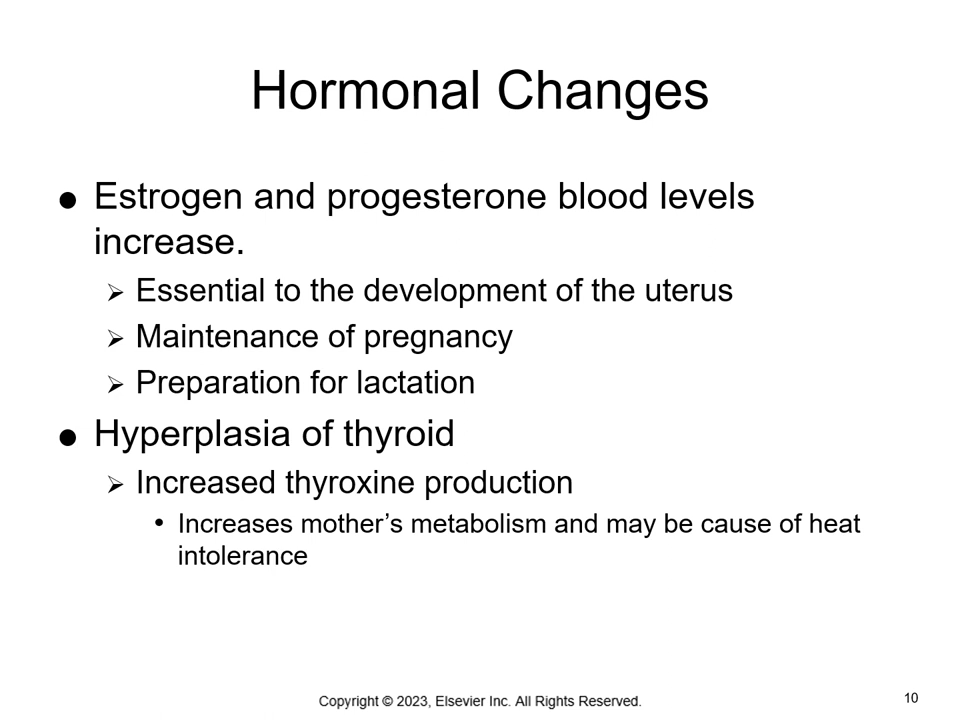 Hormonal Changes
● Estrogen and progesterone blood levels
increase.
➢ Essential to the development of the uterus
➢ Maintenance of pregnancy
➢ Preparation for lactation
● Hyperplasia of thyroid
➢ Increased thyroxine production
• Increases mother’s metabolism and may be cause of heat
intolerance
Copyright © 2023, Elsevier Inc. All Rights Reserved.
10